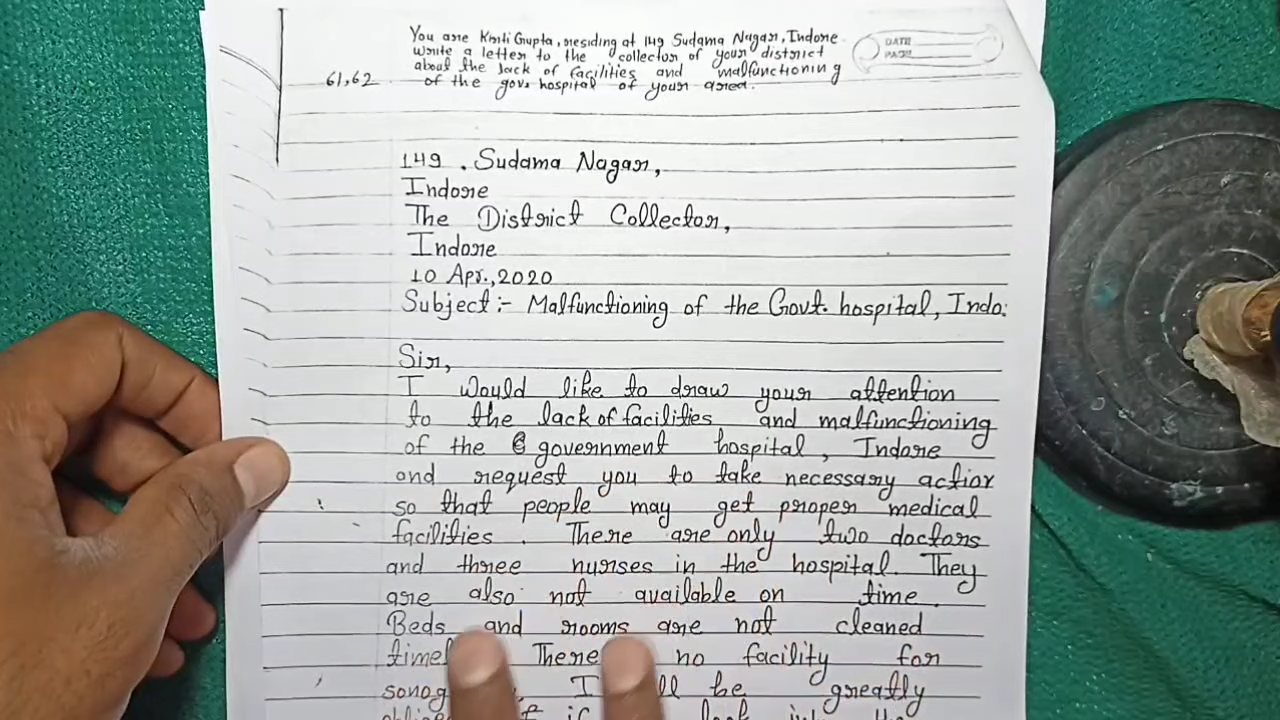 You are Kirti Gupta, residing at 149 Sudama Nagar, Indore.
write a letter to the collector of your district
about the lack of facilities and malfunctioning
61,62 of the govt hospital of your area.
DATE
PAGE
149, Sudama Nagar,
Indore
The District Collector,
Indore
10 Apr., 2020
Subject:- Malfunctioning of the Govt. hospital, Indo.
Sir,
I would like to draw your attention
to the lack of facilities and malfunctioning
of the government hospital, Indore
and request you to take necessary action
so that people may get proper medical
facilities. There are only two doctors
and three nurses in the hospital. They
are also not available on time.
Beds and rooms are not cleaned
There no facility for
I be greatly
if